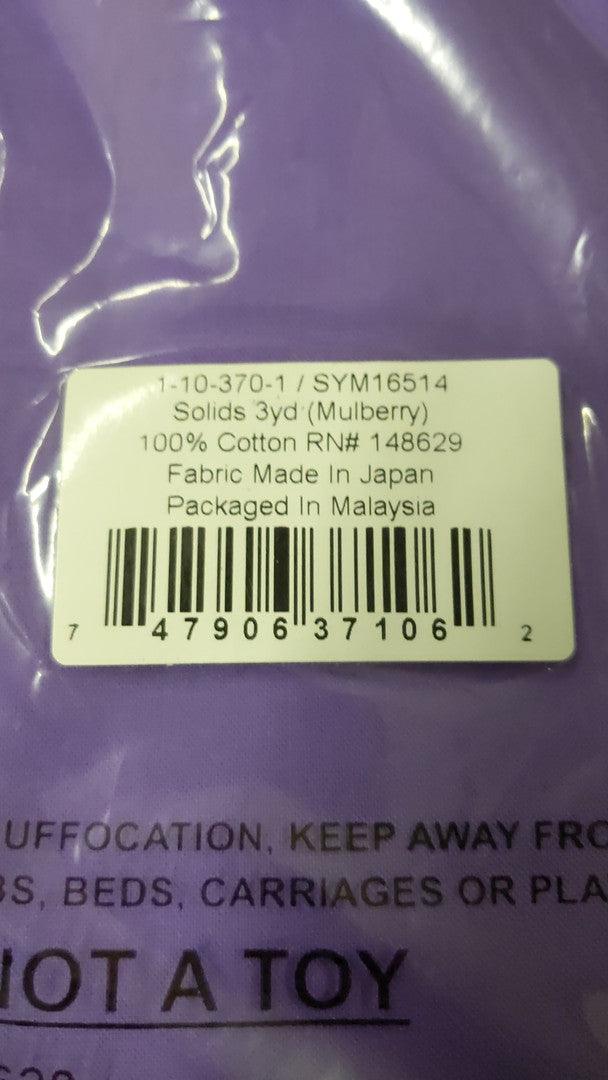 1-10-370-1 / SYM16514
Solids 3yd (Mulberry)
100% Cotton RN# 148629
Fabric Made In Japan
Packaged In Malaysia
7 47906 37106 2
UFFOCATION, KEEP AWAY FRO
BS, BEDS, CARRIAGES OR PLA
NOT A TOY